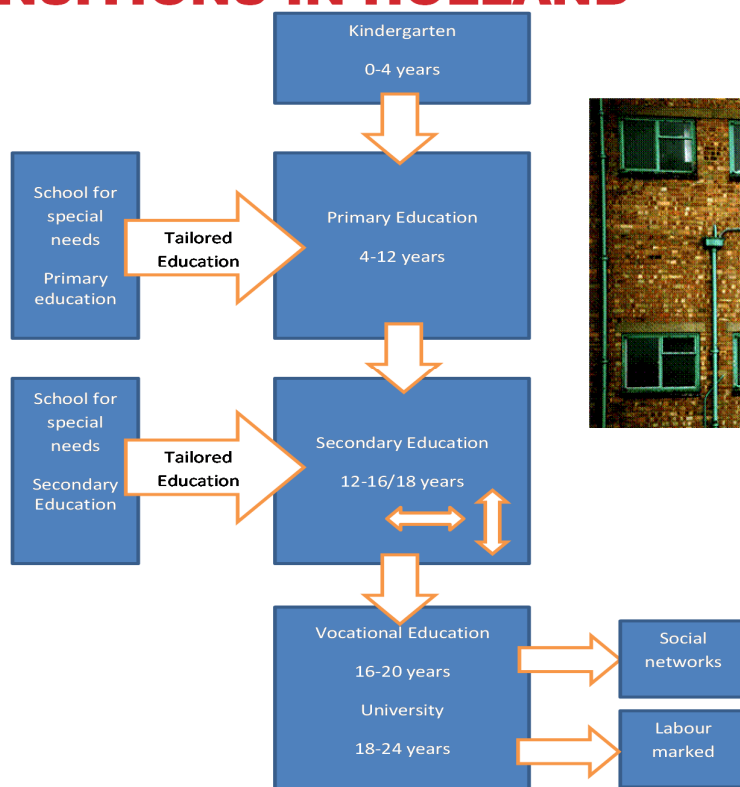 Kindergarten
0-4 years
School for
special
needs
Primary
education
Tailored
Education
Primary Education
4-12 years
School for
special
needs
Secondary
Education
Tailored
Education
Secondary Education
12-16/18 years
Vocational Education
16-20 years
University
18-24 years
Social
networks
Labour
marked